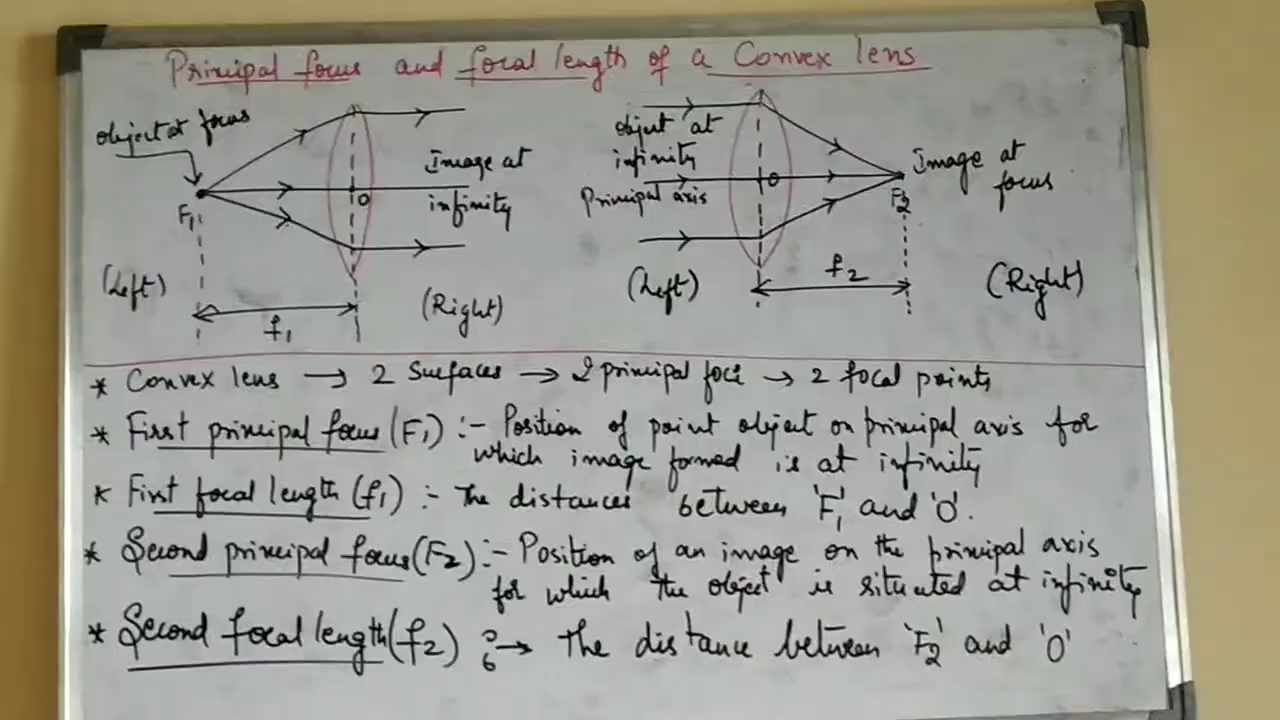 Principal focus and focal length of a Convex lens
object at focus
Image at
infinity
F1
O
(Left)
f1
(Right)
object at
infinity
Principal axis
O
Image at
focus
F2
(Left)
f2
(Right)
* Convex lens → 2 surfaces → 2 principal foci → 2 focal points
* First principal focus (F1) :- Position of point object on principal axis for
which image formed is at infinity
* First focal length (f1) :- The distances between 'F1' and 'O'.
* Second principal focus (F2) :- Position of an image on the principal axis
for which the object is situated at infinity
* Second focal length (f2) :→ The distance between 'F2' and 'O'